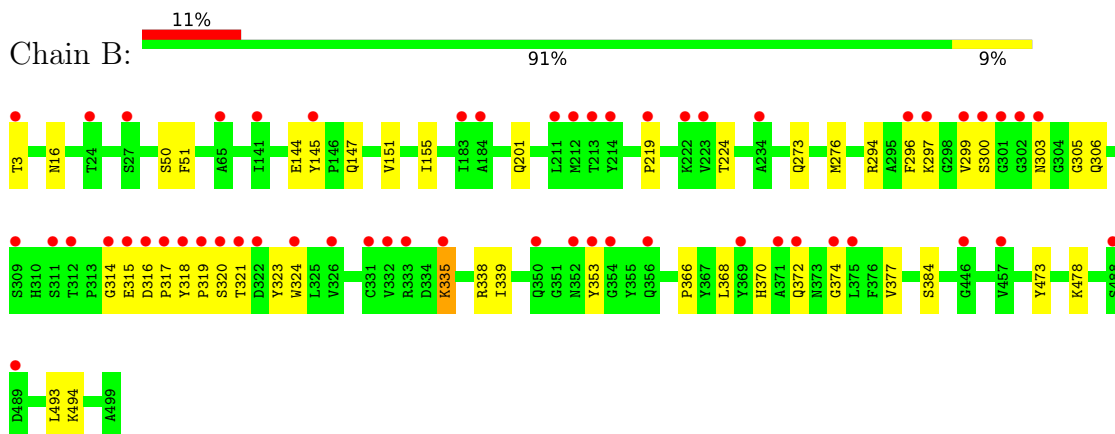 11%
Chain B:
91% 9%
T3 N16 T24 S27 S50 F51 A65 I141 E144 Y145 P146 Q147 V151 I155 I183 A184 Q201 L211 M212 T213 Y214 P219 K222 V223 T224 A234 Q273 M276 R294 A295 F296 K297 G298 V299 S300 G301 G302 N303 G304 G305 Q306
S309 H310 S311 T312 P313 G314 E315 D316 P317 Y318 P319 S320 T321 D322 Y323 W324 L325 V326 C331 V332 R333 D334 K335 R338 I339 Q350 G351 N352 Y353 G354 Y355 Q356 P366 Y367 L368 Y369 H370 A371 Q372 N373 G374 L375 F376 V377 S384 G446 V457 Y473 K478 S488
D489 L493 K494 A499